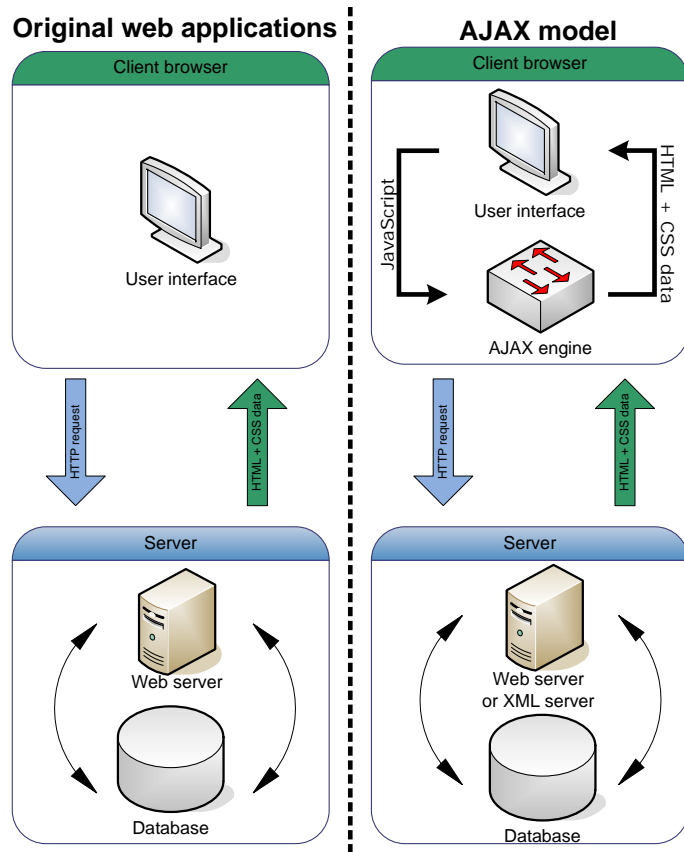 Original web applications
Client browser
User interface
HTTP request
HTML + CSS data
Server
Web server
Database
AJAX model
Client browser
JavaScript
User interface
HTML + CSS data
AJAX engine
HTTP request
HTML + CSS data
Server
Web server
or XML server
Database